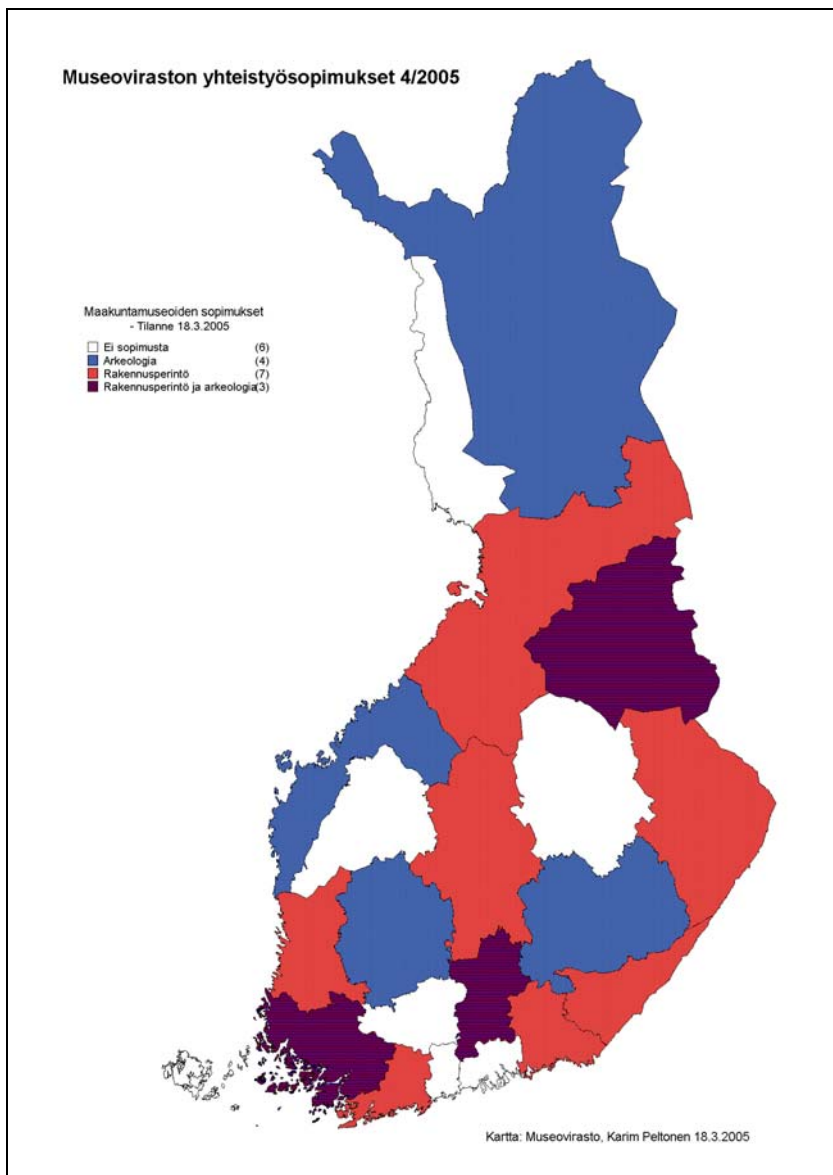 Museoviraston yhteistyösopimukset 4/2005
Maakuntamuseoiden sopimukset
- Tilanne 18.3.2005
Ei sopimusta (6)
Arkeologia (4)
Rakennusperintö (7)
Rakennusperintö ja arkeologia(3)
Kartta: Museovirasto, Karim Peltonen 18.3.2005